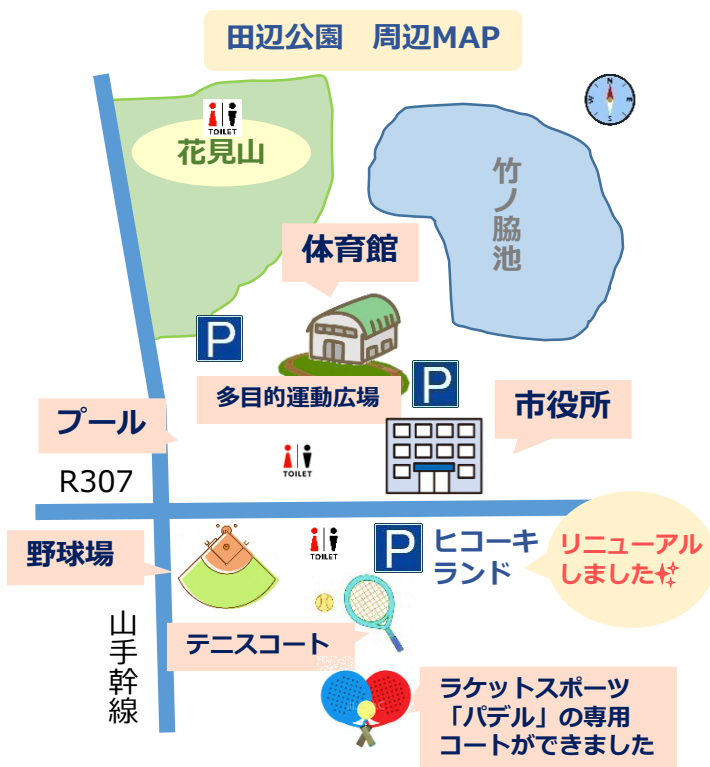 田辺公園　周辺MAP
N
W
E
S
TOILET
花見山
竹ノ脇池
体育館
P
P
多目的運動広場
市役所
プール
TOILET
R307
野球場
TOILET
P
ヒコーキ
ランド
リニューアル
しました✨
テニスコート
山手幹線
ラケットスポーツ
「パデル」の専用
コートができました